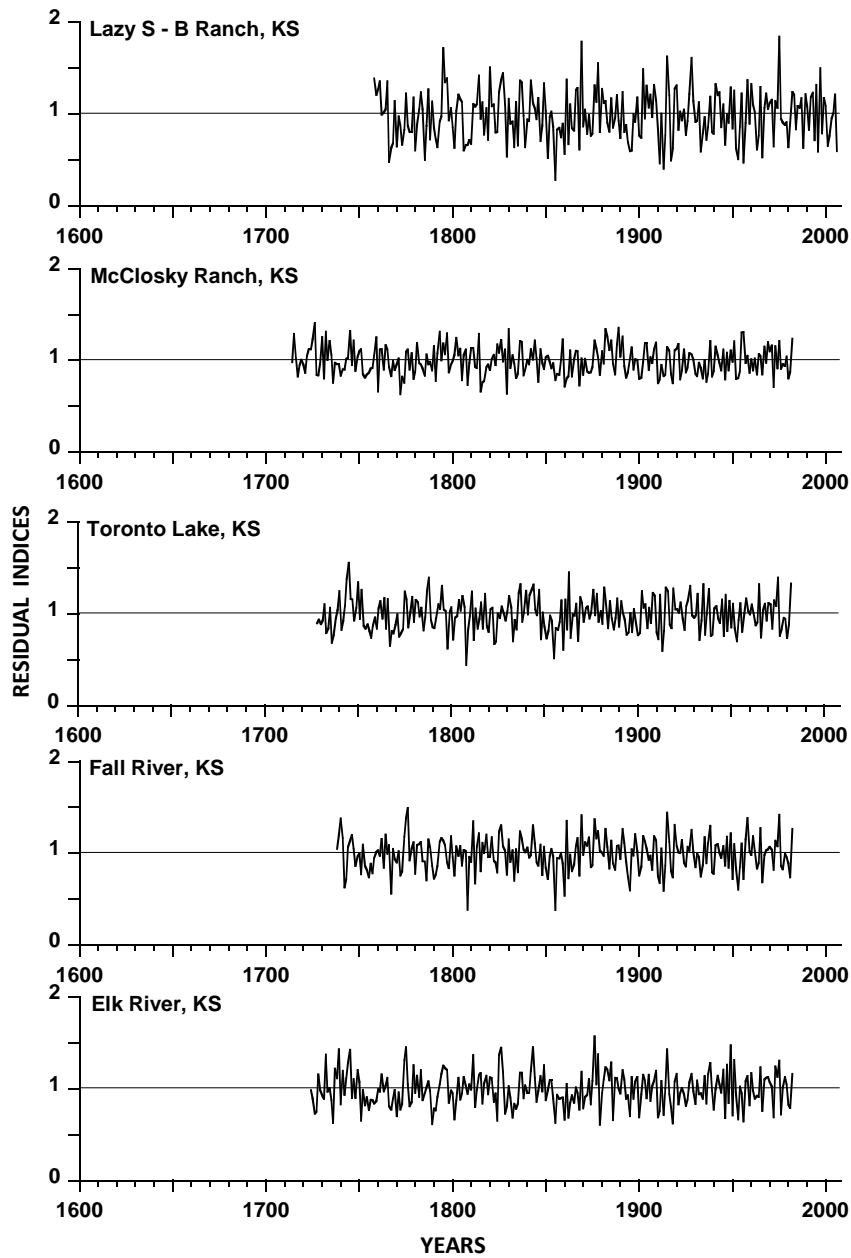 2
Lazy S - B Ranch, KS
1
0
1600 1700 1800 1900 2000
2
McClosky Ranch, KS
1
0
1600 1700 1800 1900 2000
RESIDUAL INDICES
2
Toronto Lake, KS
1
0
1600 1700 1800 1900 2000
2
Fall River, KS
1
0
1600 1700 1800 1900 2000
2
Elk River, KS
1
0
1600 1700 1800 1900 2000
YEARS